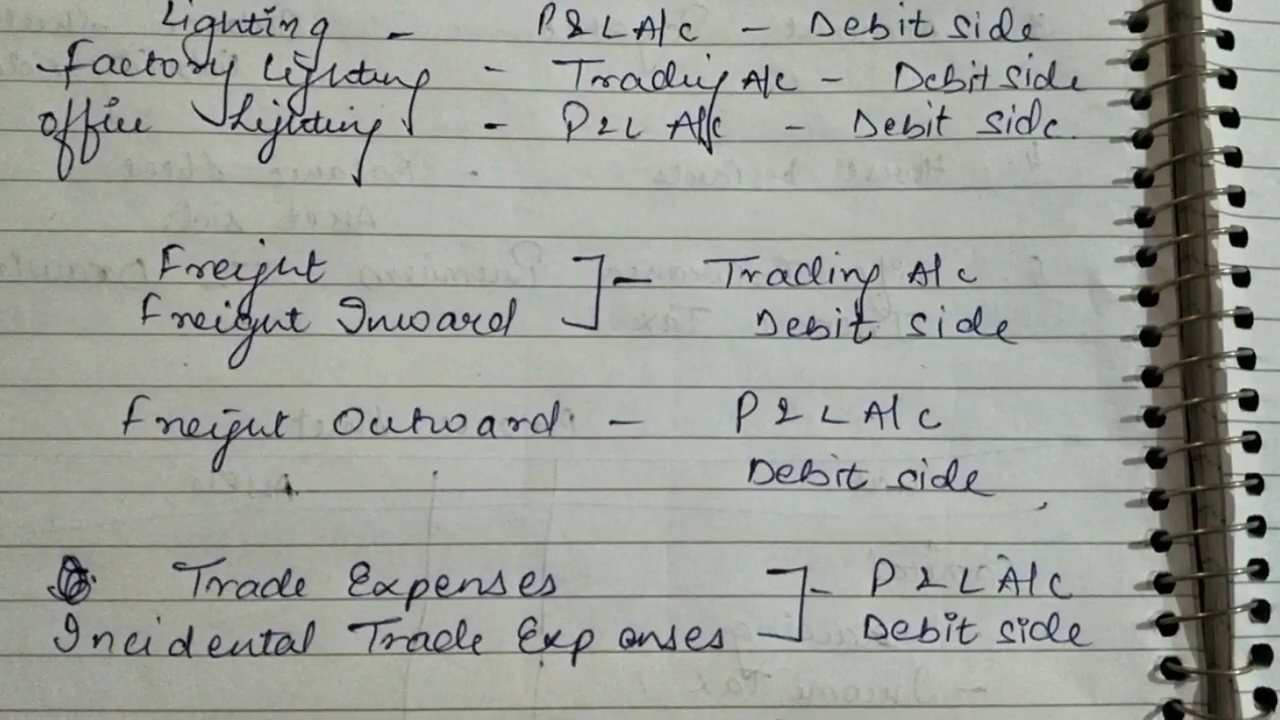 Lighting - P&L A/c - Debit side
Factory Lighting - Trading A/c - Debit side
Office Lighting - P&L A/c - Debit side
Freight ] - Trading A/c
Freight Inward Debit side
Freight Outward - P&L A/c
Debit side
Trade Expenses ] - P&L A/c
Incidental Trade Expenses Debit side